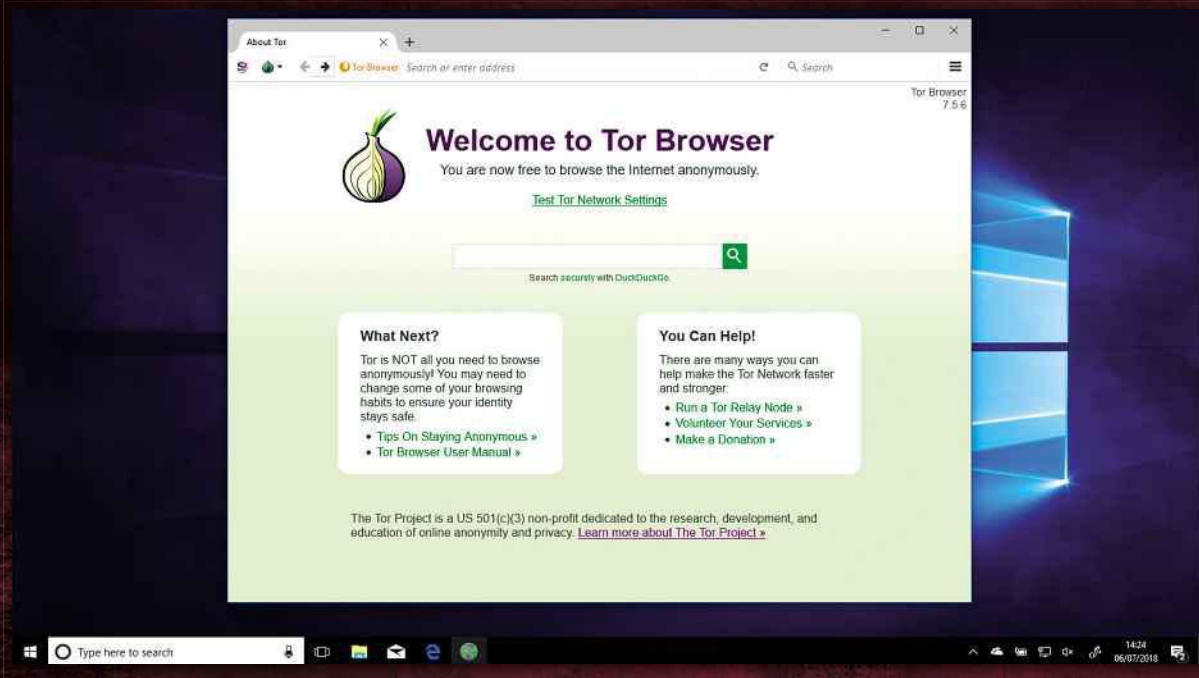 About Tor
Tor Browser Search or enter address
Search
Tor Browser
7.5.6
Welcome to Tor Browser
You are now free to browse the Internet anonymously.
Test Tor Network Settings
Search securely with DuckDuckGo.
What Next?
Tor is NOT all you need to browse
anonymously! You may need to
change some of your browsing
habits to ensure your identity
stays safe.
Tips On Staying Anonymous »
Tor Browser User Manual »
You Can Help!
There are many ways you can
help make the Tor Network faster
and stronger:
Run a Tor Relay Node »
Volunteer Your Services »
Make a Donation »
The Tor Project is a US 501(c)(3) non-profit dedicated to the research, development, and
education of online anonymity and privacy. Learn more about The Tor Project »
Type here to search
14:24
06/07/2018
2